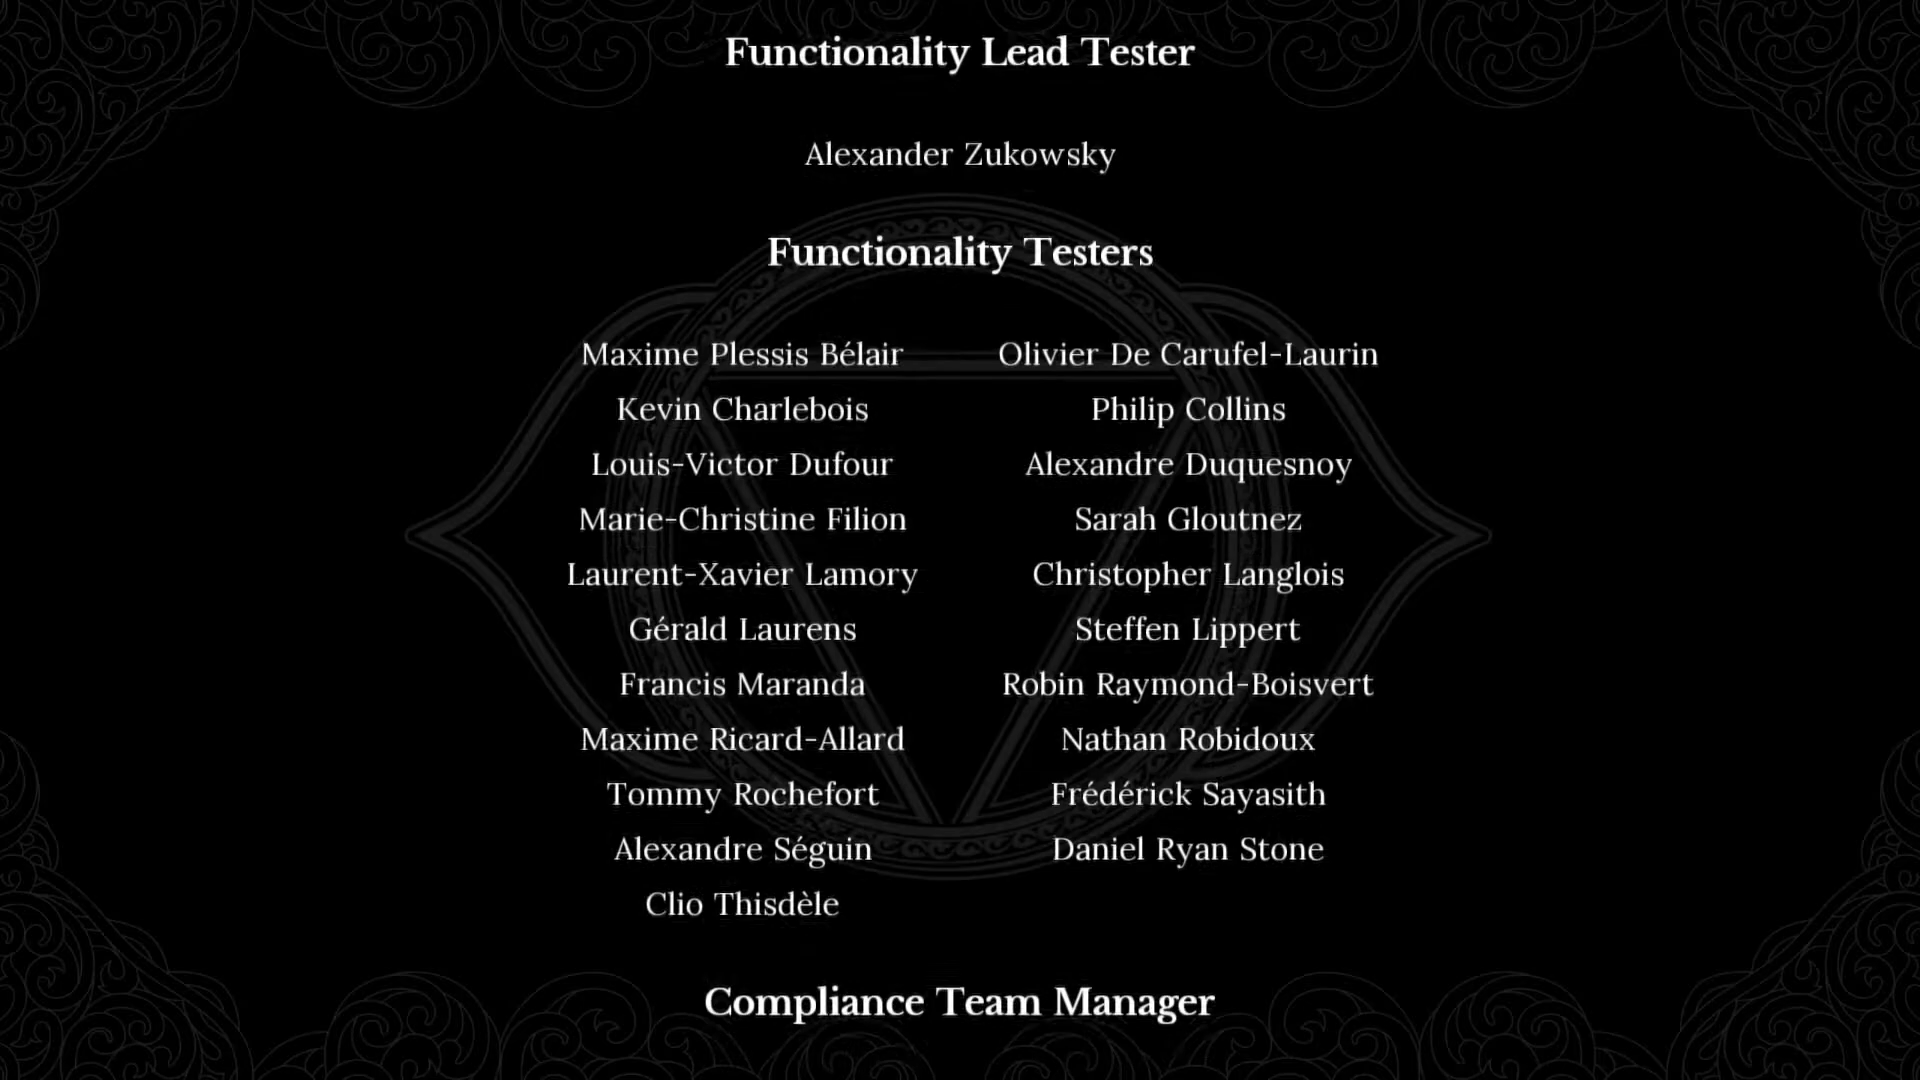 Functionality Lead Tester
Alexander Zukowsky
Functionality Testers
Maxime Plessis Bélair Olivier De Carufel-Laurin
Kevin Charlebois Philip Collins
Louis-Victor Dufour Alexandre Duquesnoy
Marie-Christine Filion Sarah Gloutnez
Laurent-Xavier Lamory Christopher Langlois
Gérald Laurens Steffen Lippert
Francis Maranda Robin Raymond-Boisvert
Maxime Ricard-Allard Nathan Robidoux
Tommy Rochefort Frédérick Sayasith
Alexandre Séguin Daniel Ryan Stone
Clio Thisdèle
Compliance Team Manager